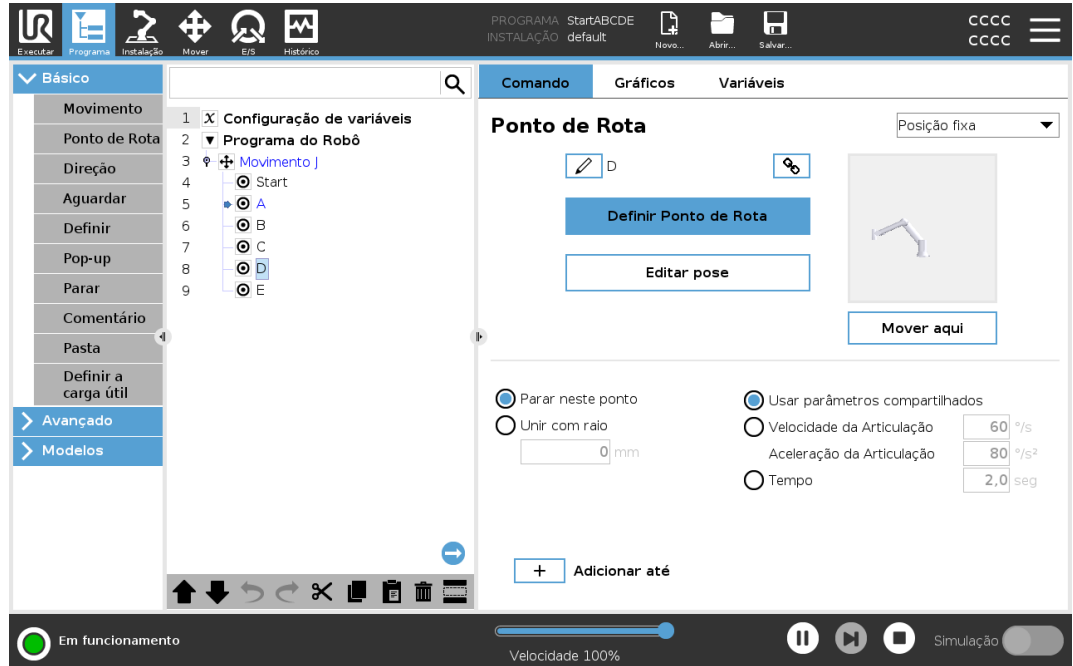 UR
PROGRAMA StartABCDE
INSTALAÇÃO default
CCCC
CCCC
Executar Programa Instalação Mover E/S Histórico Novo... Abrir... Salvar...
Básico
Movimento
Ponto de Rota
Direção
Aguardar
Definir
Pop-up
Parar
Comentário
Pasta
Definir a
carga útil
Avançado
Modelos
1 X Configuração de variáveis
2 Programa do Robô
3 Movimento J
4 Start
5 A
6 B
7 C
8 D
9 E
Comando Gráficos Variáveis
Ponto de Rota
Posição fixa
D
Definir Ponto de Rota
Editar pose
Mover aqui
Parar neste ponto
Unir com raio
0 mm
Usar parâmetros compartilhados
Velocidade da Articulação 60 °/s
Aceleração da Articulação 80 °/s²
Tempo 2,0 seg
+ Adicionar até
Em funcionamento
Velocidade 100%
Simulação